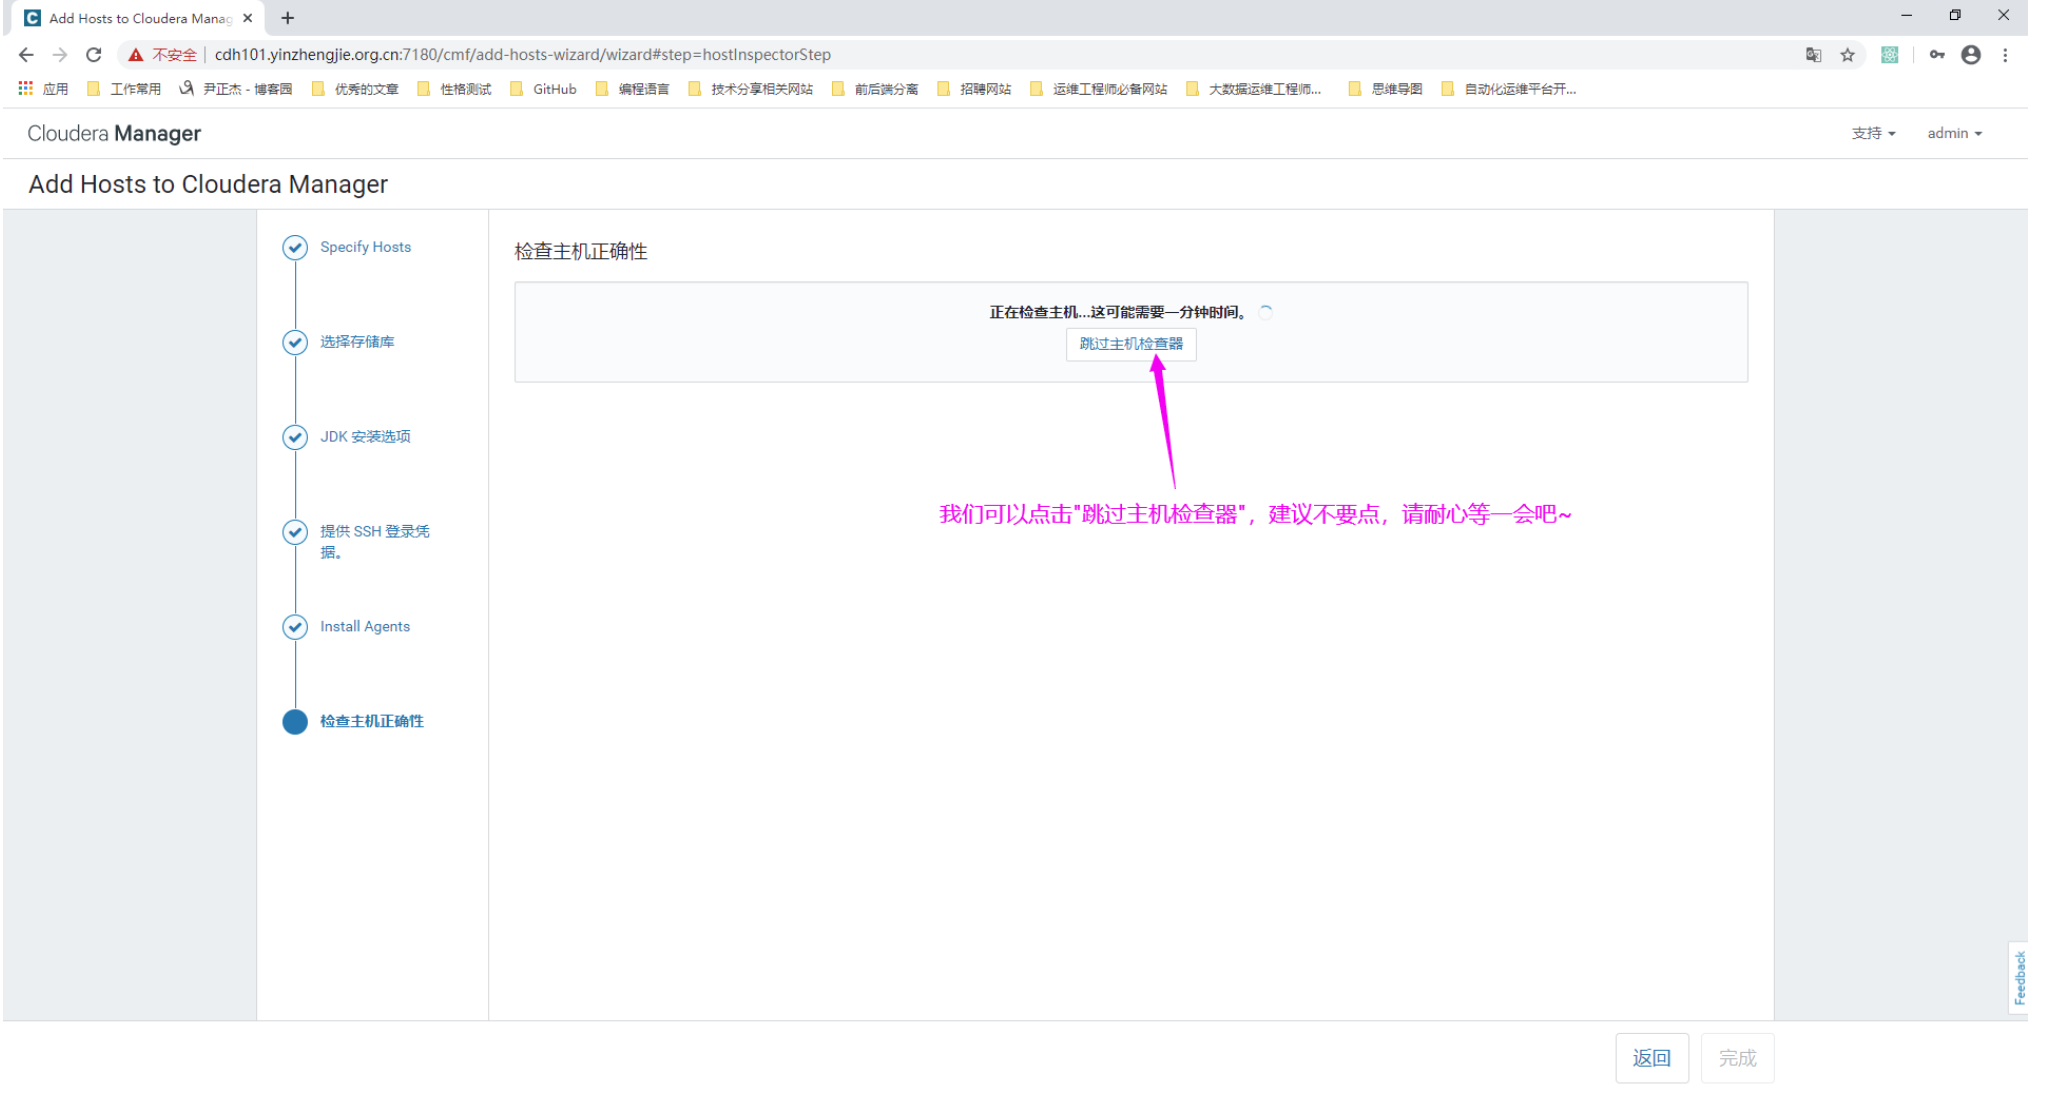 Add Hosts to Cloudera Manag
不安全 | cdh101.yinzhengjie.org.cn:7180/cmf/add-hosts-wizard/wizard#step=hostInspectorStep
应用 工作常用 尹正杰 - 博客园 优秀的文章 性格测试 GitHub 编程语言 技术分享相关网站 前后端分离 招聘网站 运维工程师必备网站 大数据运维工程师... 思维导图 自动化运维平台开...
Cloudera Manager
支持 admin
Add Hosts to Cloudera Manager
Specify Hosts
选择存储库
JDK 安装选项
提供 SSH 登录凭
据。
Install Agents
检查主机正确性
检查主机正确性
正在检查主机...这可能需要一分钟时间。
跳过主机检查器
我们可以点击"跳过主机检查器"，建议不要点，请耐心等一会吧~
Feedback
返回 完成